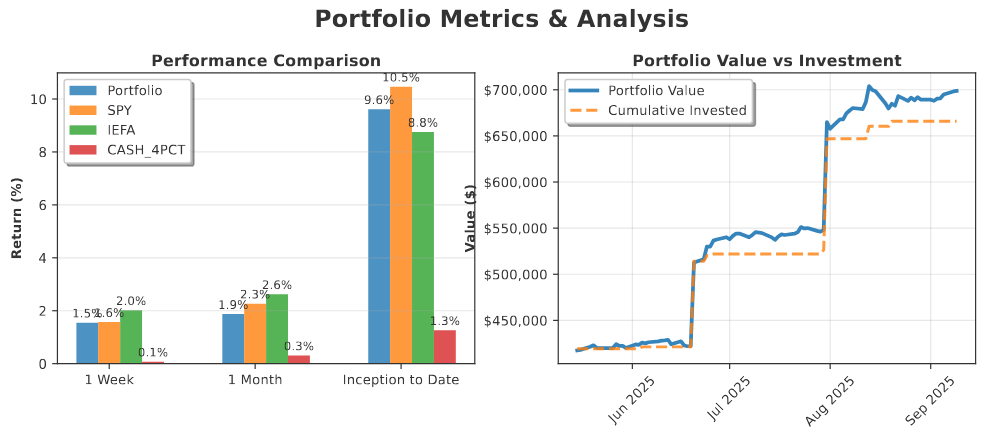 Portfolio Metrics & Analysis
Performance Comparison
Portfolio
SPY
IEFA
CASH_4PCT
Return (%)
10
8
6
4
2
0
1.5%
1.6%
2.0%
0.1%
1.9%
2.3%
2.6%
0.3%
9.6%
10.5%
8.8%
1.3%
1 Week
1 Month
Inception to Date
Portfolio Value vs Investment
Portfolio Value
Cumulative Invested
Value ($)
$700,000
$650,000
$600,000
$550,000
$500,000
$450,000
Jun 2025
Jul 2025
Aug 2025
Sep 2025